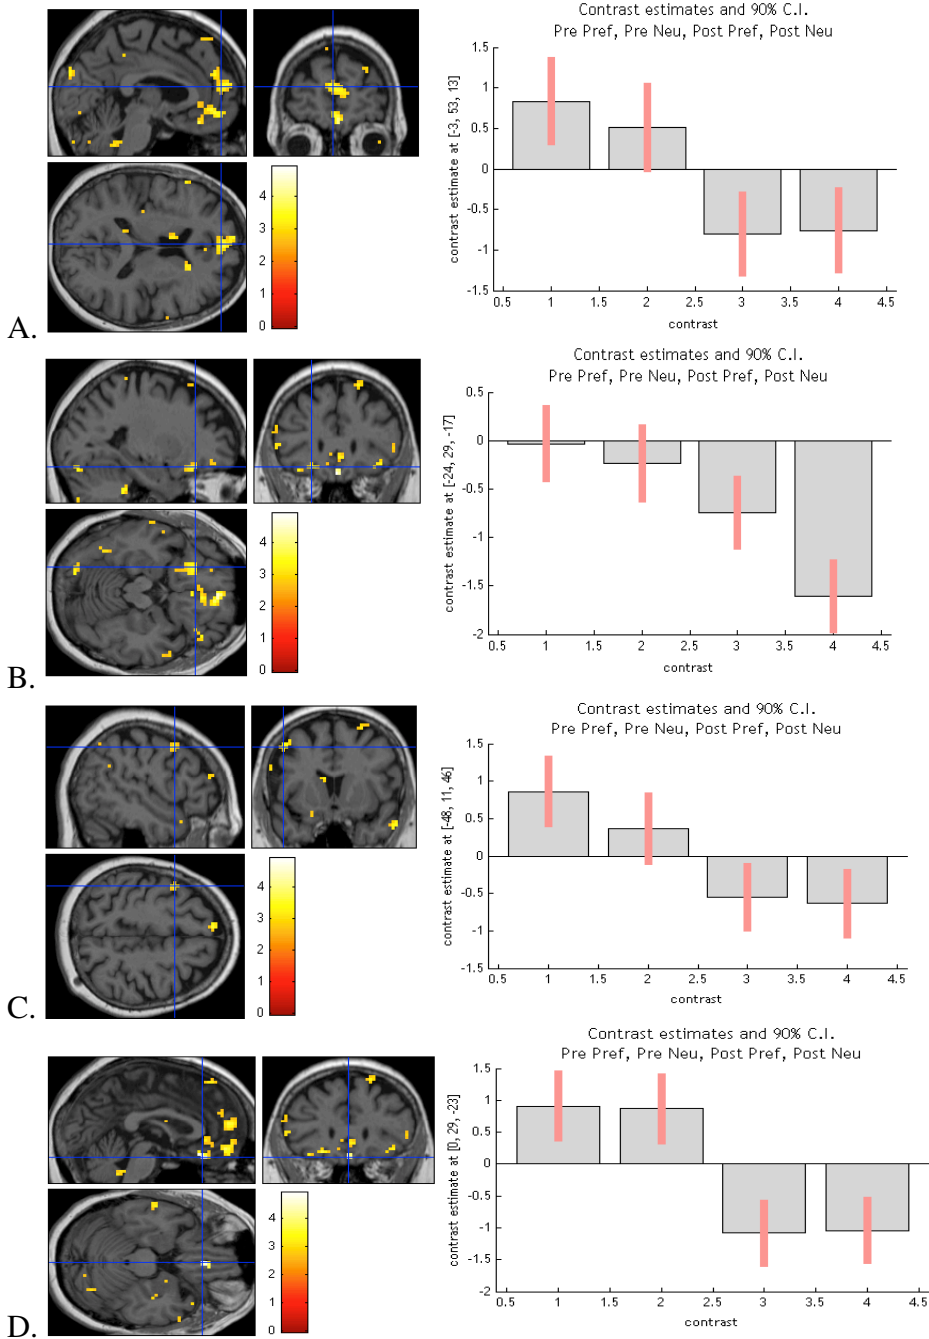 Contrast estimates and 90% C.I.
Pre Pref, Pre Neu, Post Pref, Post Neu
contrast estimate at [-3, 53, 13]
1.5
1
0.5
0
-0.5
-1
-1.5
0.5 1 1.5 2 2.5 3 3.5 4 4.5
contrast
4
3
2
1
0
A.
Contrast estimates and 90% C.I.
Pre Pref, Pre Neu, Post Pref, Post Neu
contrast estimate at [-24, 29, -17]
0.5
0
-0.5
-1
-1.5
-2
0.5 1 1.5 2 2.5 3 3.5 4 4.5
contrast
4
3
2
1
0
B.
Contrast estimates and 90% C.I.
Pre Pref, Pre Neu, Post Pref, Post Neu
contrast estimate at [-48, 11, 46]
1.5
1
0.5
0
-0.5
-1
-1.5
0.5 1 1.5 2 2.5 3 3.5 4 4.5
contrast
4
3
2
1
0
C.
Contrast estimates and 90% C.I.
Pre Pref, Pre Neu, Post Pref, Post Neu
contrast estimate at [0, 29, -23]
1.5
1
0.5
0
-0.5
-1
-1.5
-2
0.5 1 1.5 2 2.5 3 3.5 4 4.5
contrast
4
3
2
1
0
D.